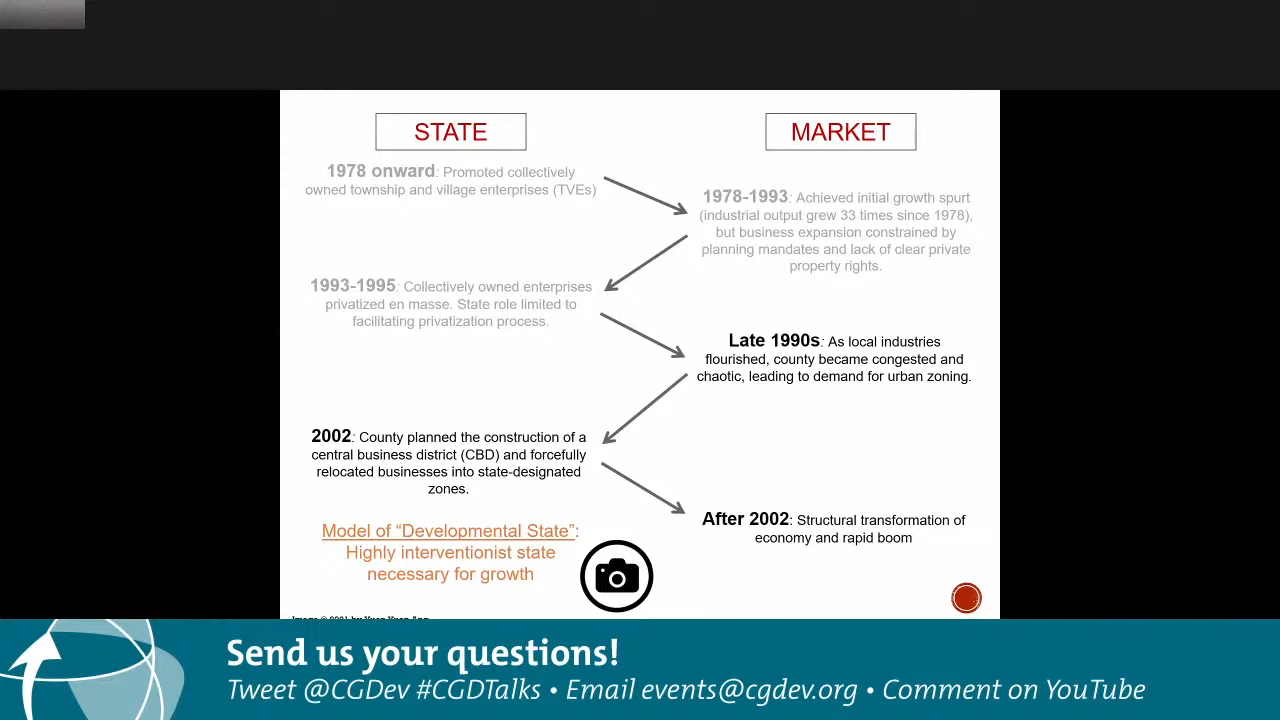 STATE
MARKET
1978 onward: Promoted collectively
owned township and village enterprises (TVEs)
1978-1993: Achieved initial growth spurt
(industrial output grew 33 times since 1978),
but business expansion constrained by
planning mandates and lack of clear private
property rights.
1993-1995: Collectively owned enterprises
privatized en masse. State role limited to
facilitating privatization process.
Late 1990s: As local industries
flourished, county became congested and
chaotic, leading to demand for urban zoning.
2002: County planned the construction of a
central business district (CBD) and forcefully
relocated businesses into state-designated
zones.
After 2002: Structural transformation of
economy and rapid boom
Model of “Developmental State”:
Highly interventionist state
necessary for growth
Send us your questions!
Tweet @CGDev #CGDTalks • Email events@cgdev.org • Comment on YouTube